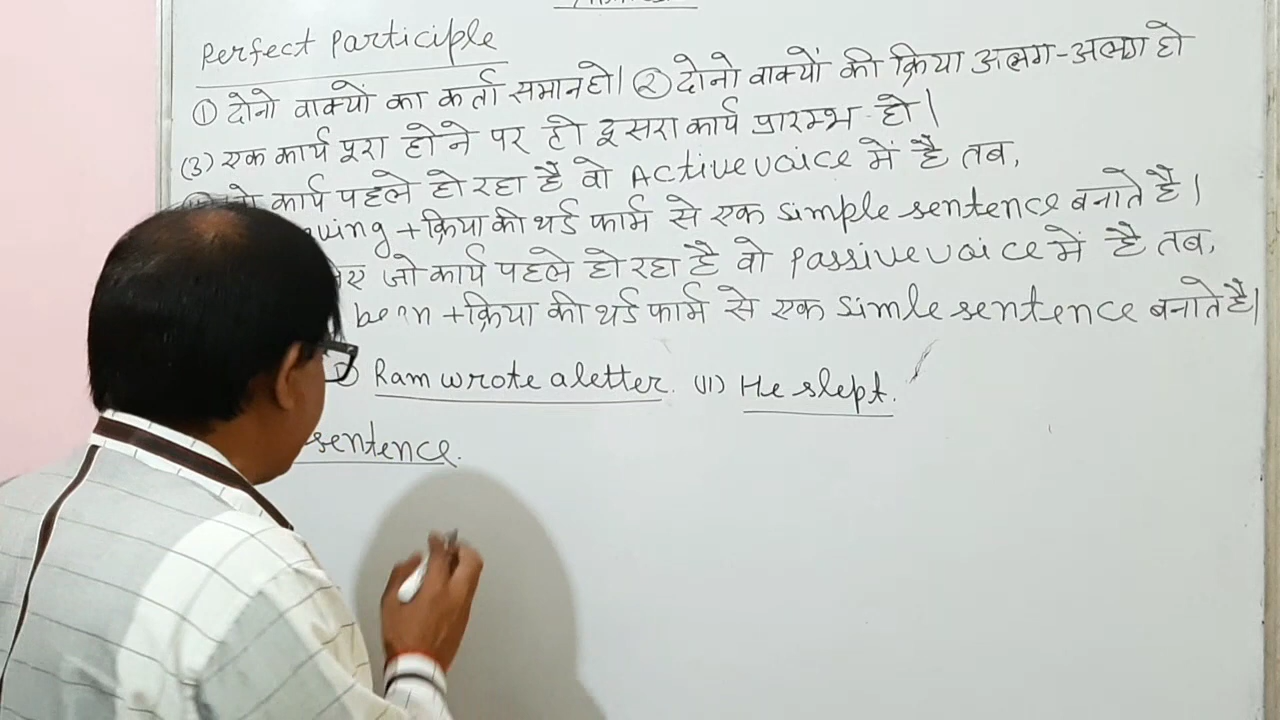 Perfect Participle
① दोनो वाक्यों का कर्ता समान हो। ② दोनो वाक्यों की क्रिया अलग-अलग हो
(3) एक कार्य पूरा होने पर ही दूसरा कार्य प्रारम्भ हो।
कार्य पहले हो रहा है वो Active voice में है तब,
+ क्रिया की थर्ड फार्म से एक simple sentence बनाते है।
जो कार्य पहले हो रहा है वो passive voice में है तब,
been + क्रिया की थर्ड फार्म से एक simle sentence बनाते है।
Ram wrote a letter. (II) He slept.
sentence.